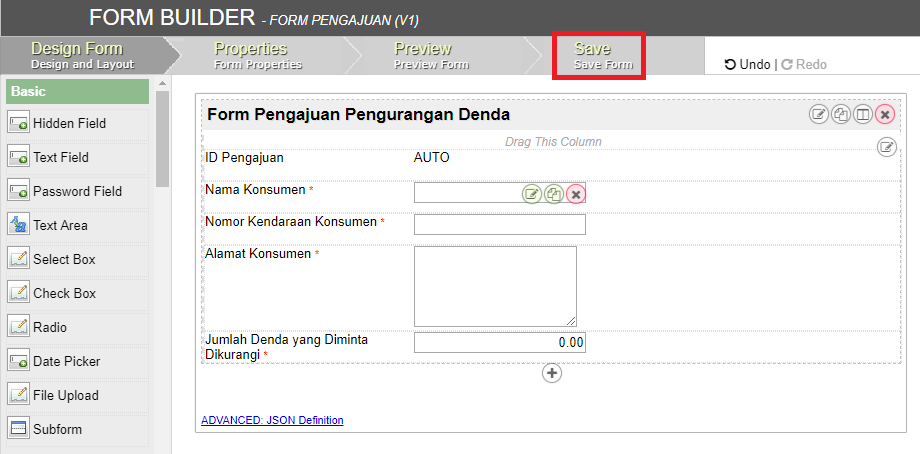 FORM BUILDER - FORM PENGAJUAN (V1)
Design Form
Design and Layout
Properties
Form Properties
Preview
Preview Form
Save
Save Form
Undo | Redo
Basic
Hidden Field
Text Field
Password Field
Text Area
Select Box
Check Box
Radio
Date Picker
File Upload
Subform
Form Pengajuan Pengurangan Denda
Drag This Column
ID Pengajuan AUTO
Nama Konsumen *
Nomor Kendaraan Konsumen *
Alamat Konsumen *
Jumlah Denda yang Diminta
Dikurangi *
0.00
ADVANCED: JSON Definition